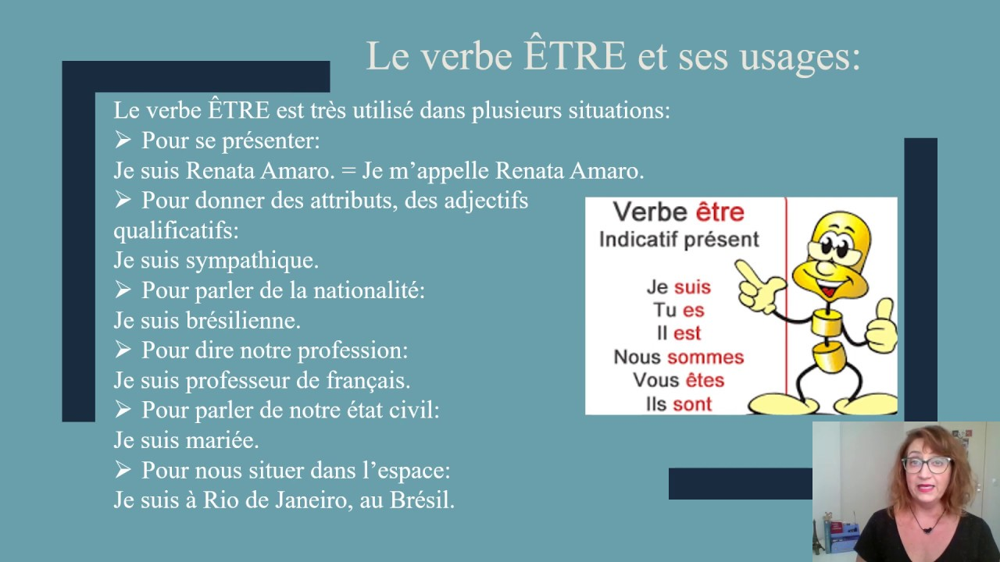 Le verbe ÊTRE et ses usages:
Le verbe ÊTRE est très utilisé dans plusieurs situations:
➢ Pour se présenter:
Je suis Renata Amaro. = Je m’appelle Renata Amaro.
➢ Pour donner des attributs, des adjectifs
qualificatifs:
Je suis sympathique.
➢ Pour parler de la nationalité:
Je suis brésilienne.
➢ Pour dire notre profession:
Je suis professeur de français.
➢ Pour parler de notre état civil:
Je suis mariée.
➢ Pour nous situer dans l’espace:
Je suis à Rio de Janeiro, au Brésil.
Verbe être
Indicatif présent
Je suis
Tu es
Il est
Nous sommes
Vous êtes
Ils sont